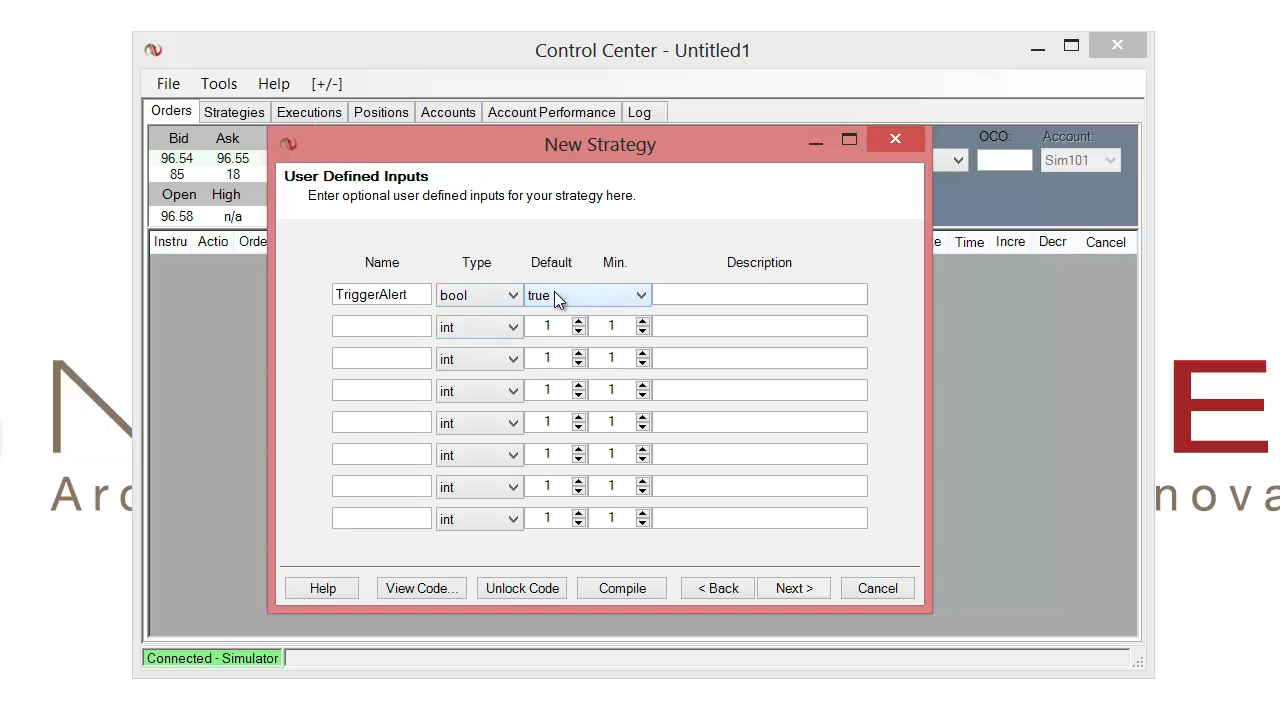 Control Center - Untitled1
File Tools Help [+/-]
Orders Strategies Executions Positions Accounts Account Performance Log
Bid Ask
96.54 96.55
85 18
Open High
96.58 n/a
OCO: Account:
Sim101
Instru Actio Orde
e Time Incre Decr Cancel
New Strategy
User Defined Inputs
Enter optional user defined inputs for your strategy here.
Name Type Default Min. Description
TriggerAlert bool true
int 1 1
int 1 1
int 1 1
int 1 1
int 1 1
int 1 1
int 1 1
Help View Code... Unlock Code Compile < Back Next > Cancel
Connected - Simulator
N E
Arc nova